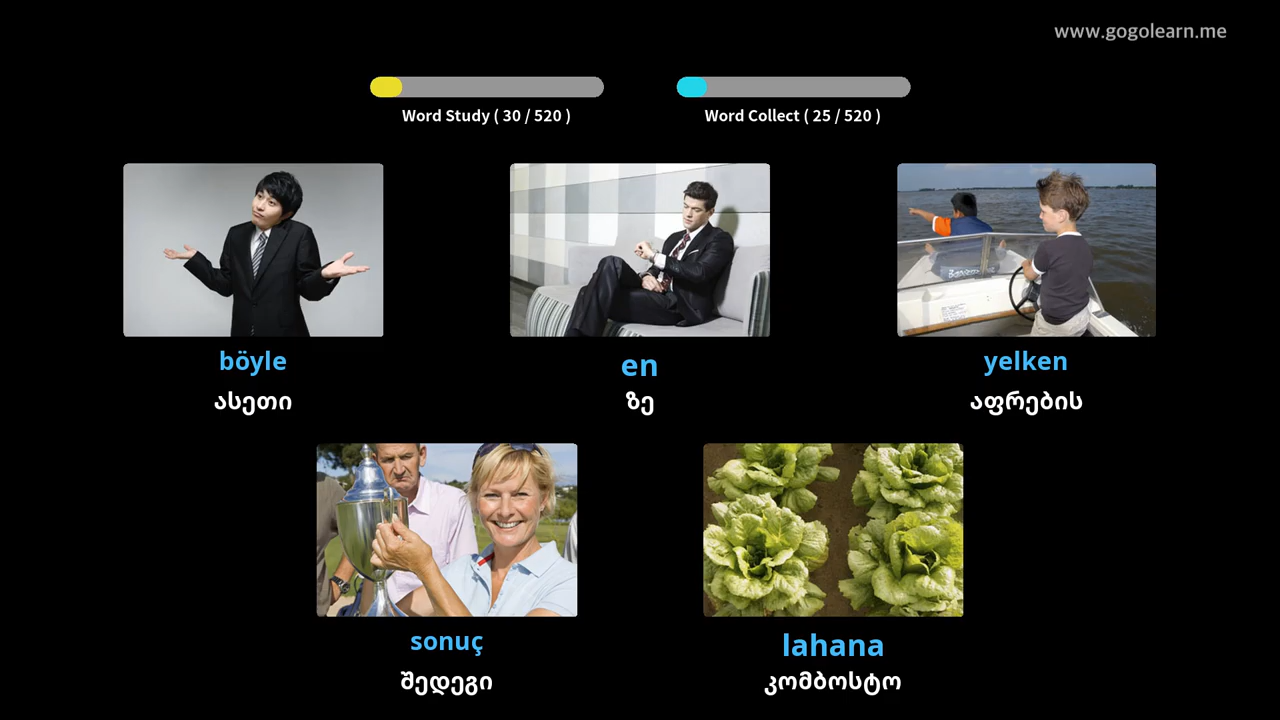 www.gogolearn.me
Word Study ( 30 / 520 )
Word Collect ( 25 / 520 )
böyle
en
yelken
ასეთი
ზე
აფრების
sonuç
lahana
შედეგი
კომბოსტო